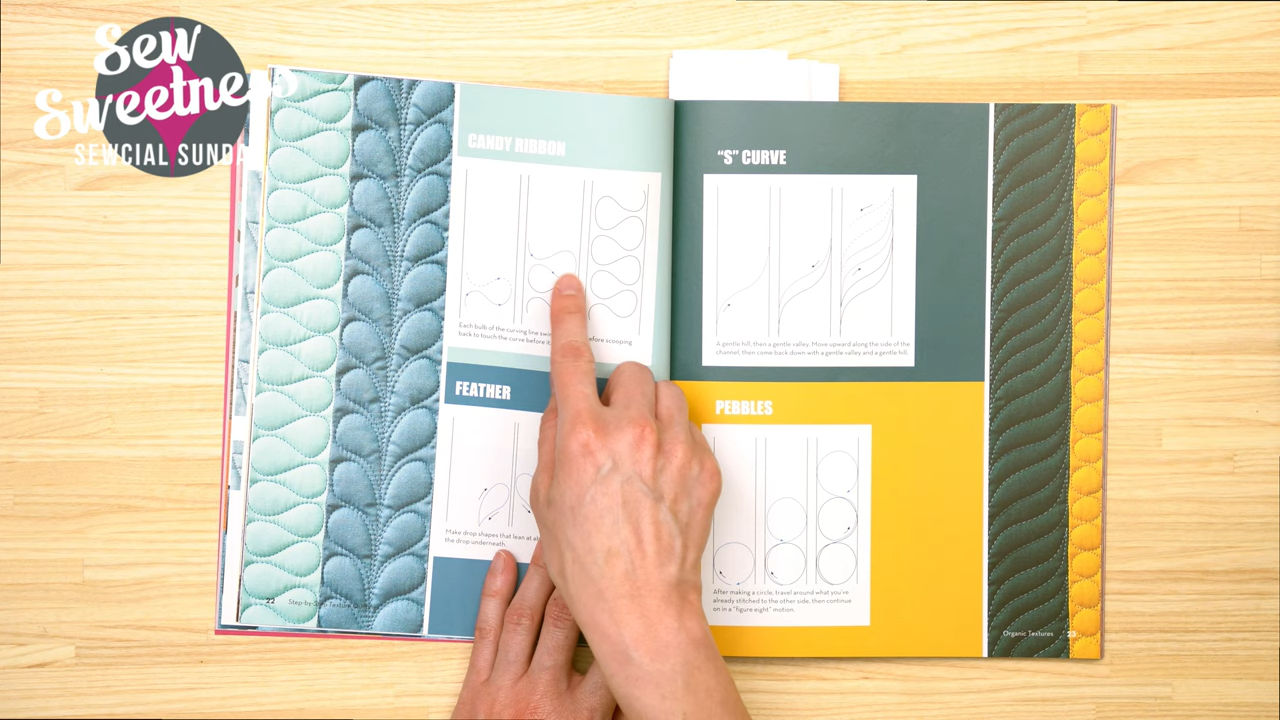 Sew
Sweetness
SEWCIAL SUNDA
CANDY RIBBON
Each bulb of the curving line swin efore scooping
back to touch the curve before it
FEATHER
Make drop shapes that lean at
the drop underneath.
22 Step-by-Step Texture
"S" CURVE
A gentle hill, then a gentle valley. Move upward along the side of the
channel, then come back down with a gentle valley and a gentle hill.
PEBBLES
After making a circle, travel around what you've
already stitched to the other side, then continue
on in a "figure eight" motion.
Organic Textures 23